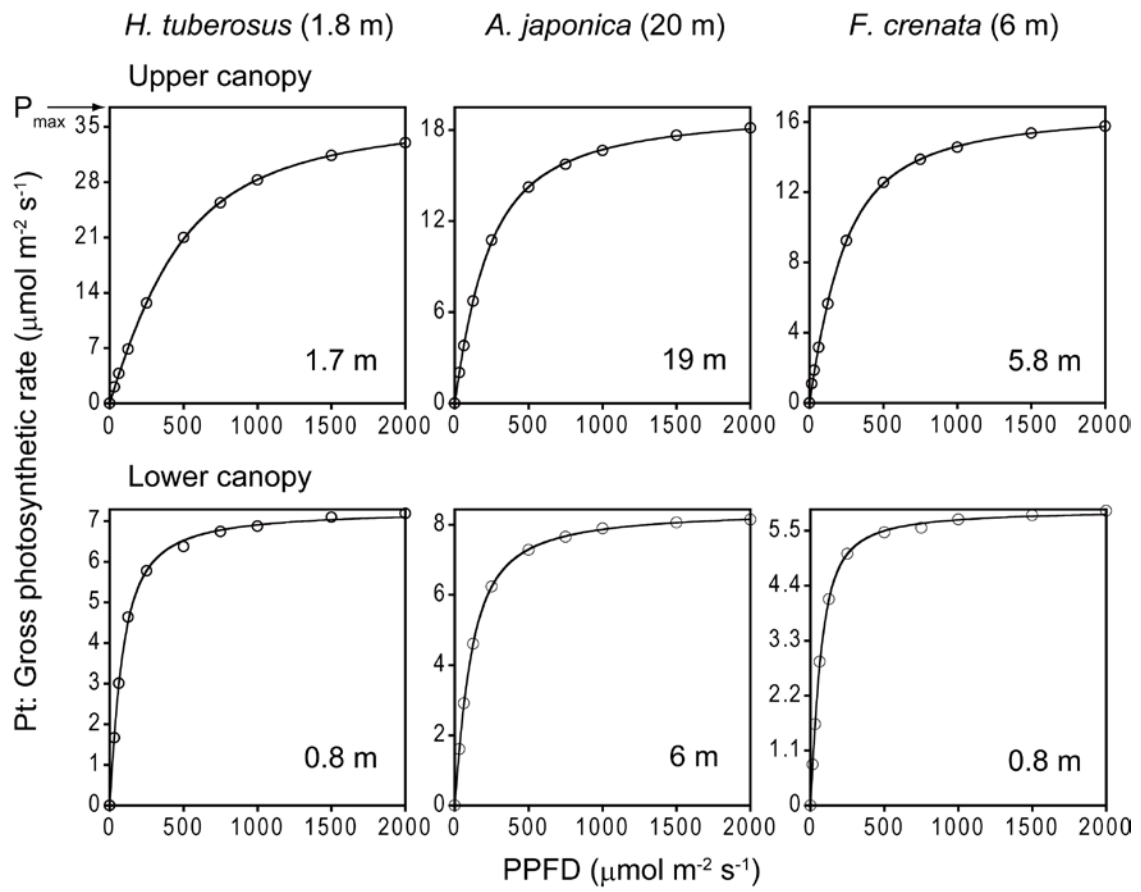 H. tuberosus (1.8 m) A. japonica (20 m) F. crenata (6 m)
Upper canopy
Pmax
35
28
21
14
7
0
1.7 m
0 500 1000 1500 2000
18
12
6
0
19 m
0 500 1000 1500 2000
16
12
8
4
0
5.8 m
0 500 1000 1500 2000
Pt: Gross photosynthetic rate (μmol m-2 s-1)
Lower canopy
7
6
5
4
3
2
1
0
0.8 m
0 500 1000 1500 2000
8
6
4
2
0
6 m
0 500 1000 1500 2000
5.5
4.4
3.3
2.2
1.1
0
0.8 m
0 500 1000 1500 2000
PPFD (μmol m-2 s-1)